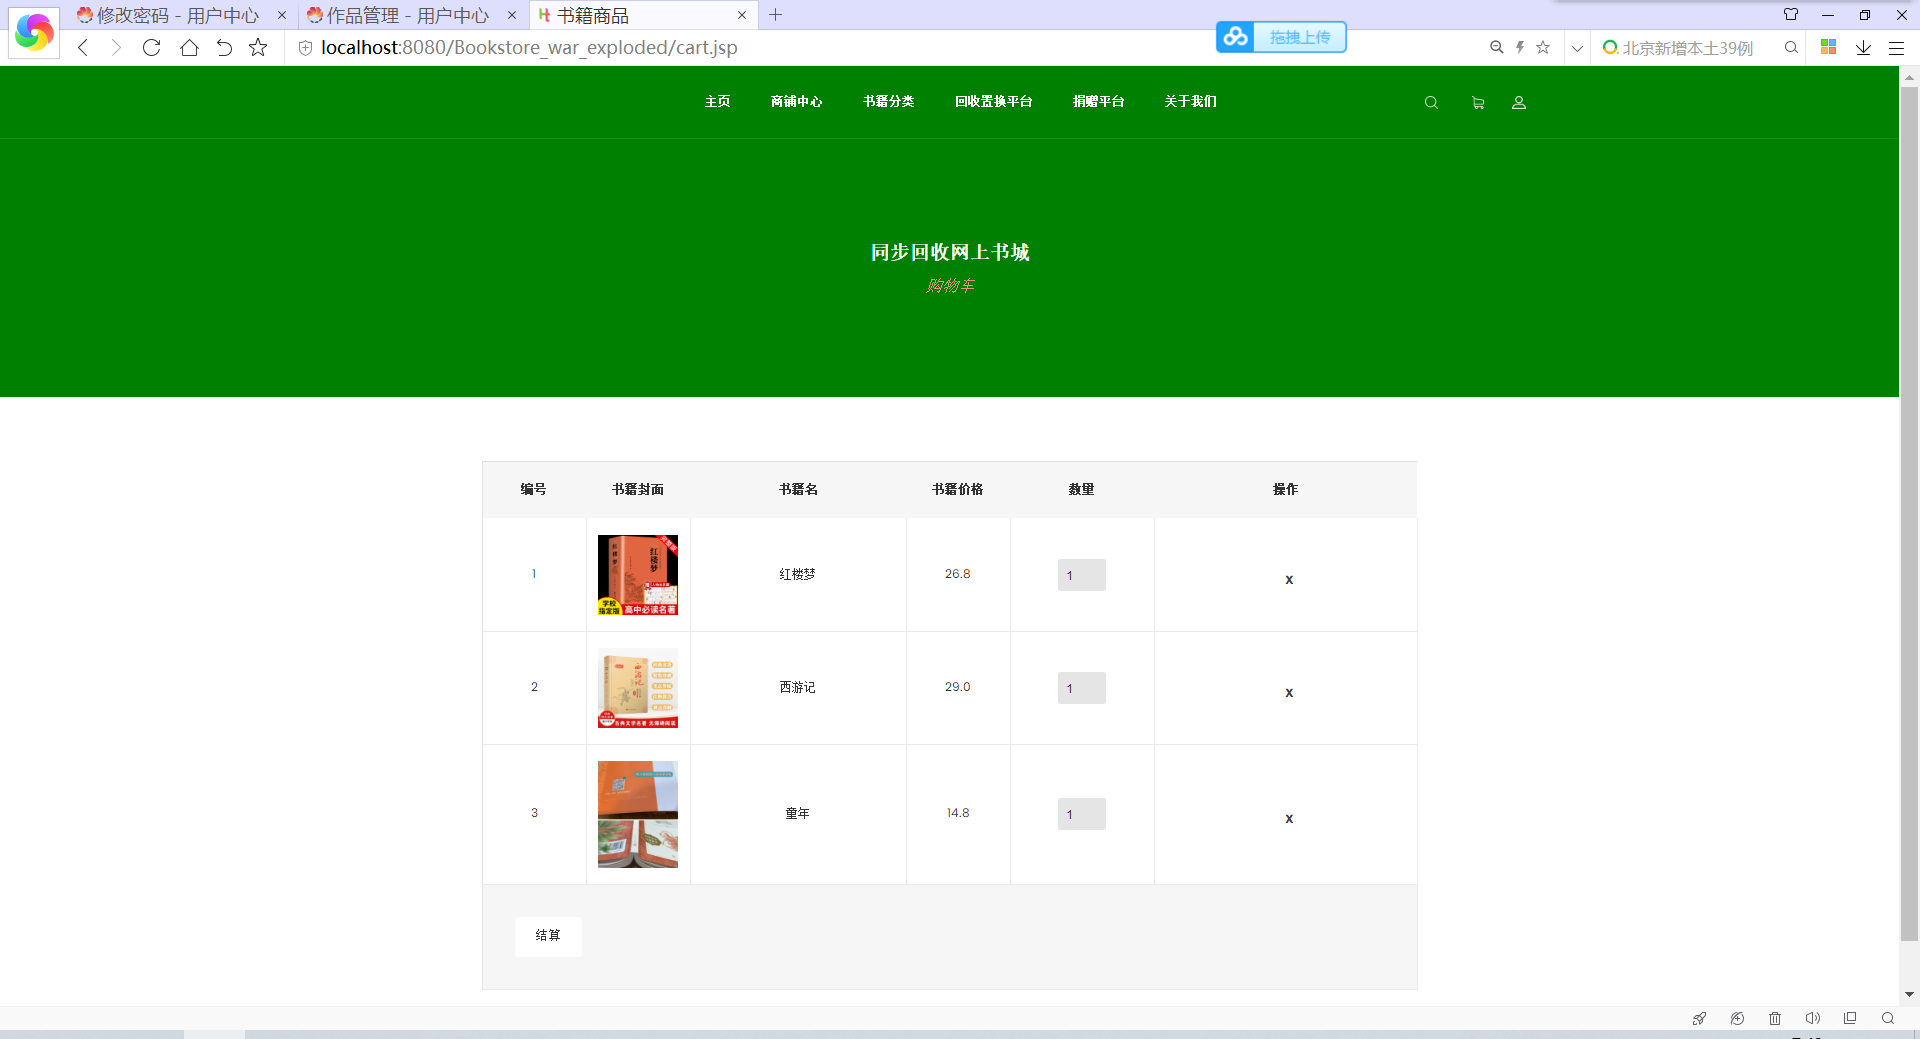 修改密码 - 用户中心
作品管理 - 用户中心
书籍商品
localhost:8080/Bookstore_war_exploded/cart.jsp
拖拽上传
北京新增本土39例
主页 商铺中心 书籍分类 回收置换平台 捐赠平台 关于我们
同步回收网上书城
购物车
编号 书籍封面 书籍名 书籍价格 数量 操作
红楼梦
红楼梦
学校
指定版
高中必读名著
1 红楼梦 26.8 1 x
西游记
2 西游记 29.0 1 x
3 童年 14.8 1 x
结算